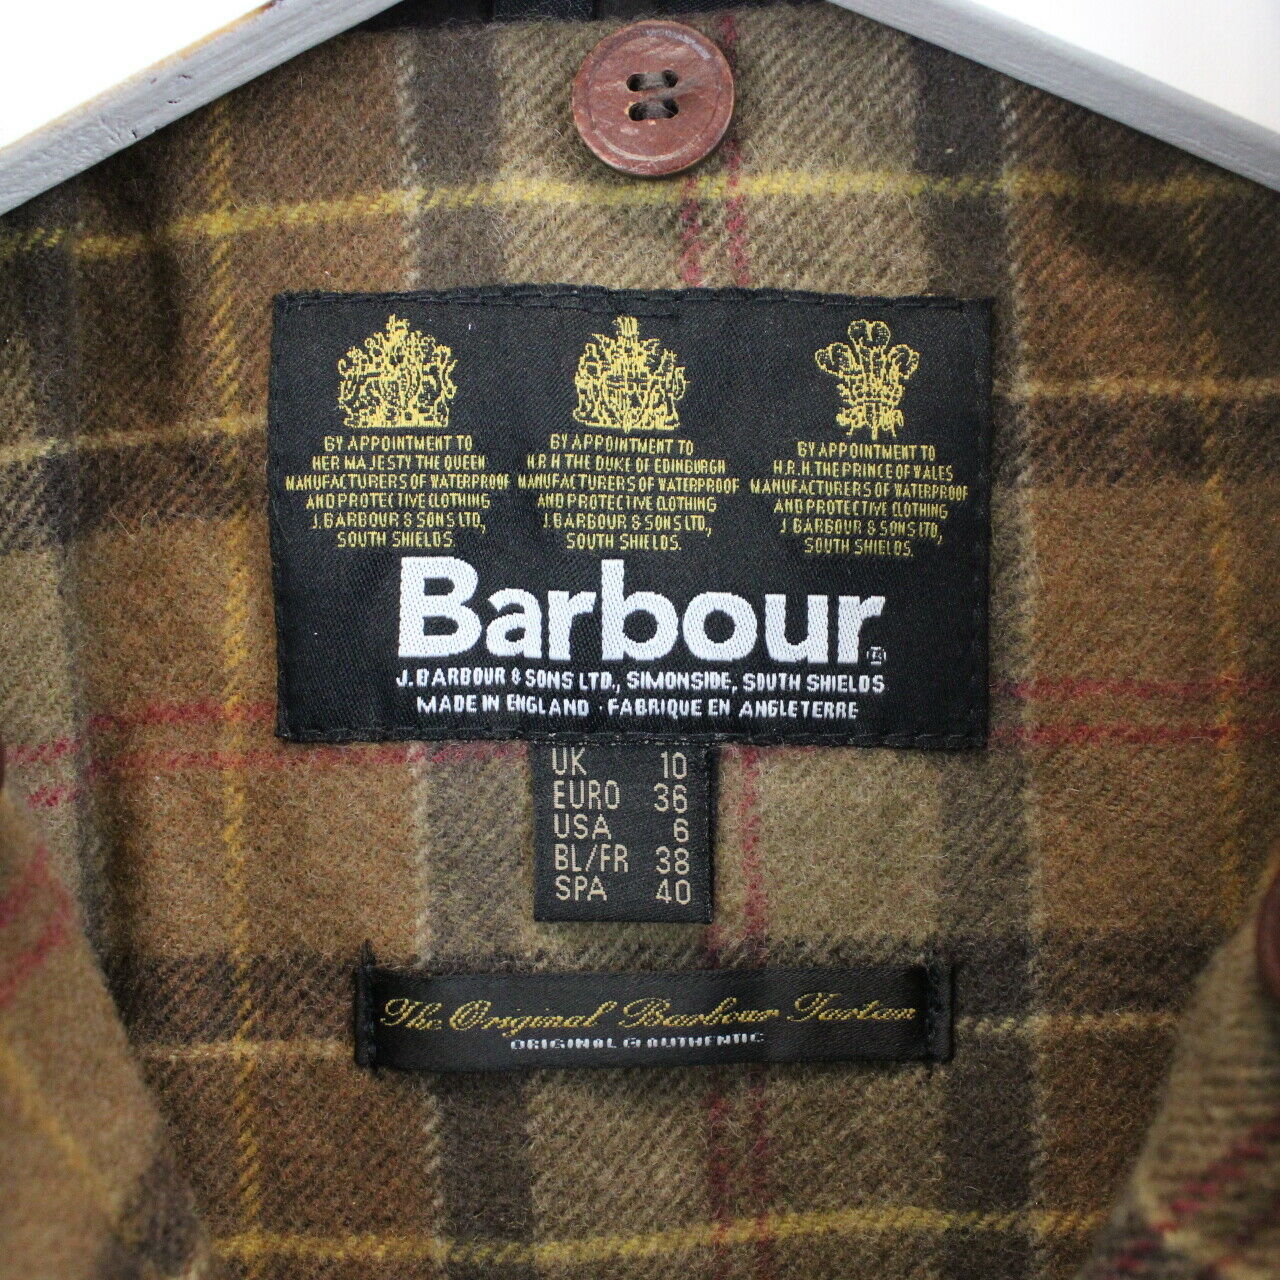 BY APPOINTMENT TO
HER MAJESTY THE QUEEN
MANUFACTURERS OF WATERPROOF
AND PROTECTIVE CLOTHING
J. BARBOUR & SONS LTD,
SOUTH SHIELDS.
BY APPOINTMENT TO
H.R.H THE DUKE OF EDINBURGH
MANUFACTURERS OF WATERPROOF
AND PROTECTIVE CLOTHING
J. BARBOUR & SONS LTD,
SOUTH SHIELDS.
BY APPOINTMENT TO
H.R.H. THE PRINCE OF WALES
MANUFACTURERS OF WATERPROOF
AND PROTECTIVE CLOTHING
J BARBOUR & SONS LTD,
SOUTH SHIELDS.
Barbour®
J. BARBOUR & SONS LTD., SIMONSIDE, SOUTH SHIELDS
MADE IN ENGLAND · FABRIQUE EN ANGLETERRE
UK 10
EURO 36
USA 6
BL/FR 38
SPA 40
The Original Barbour Tartan
ORIGINAL & AUTHENTIC